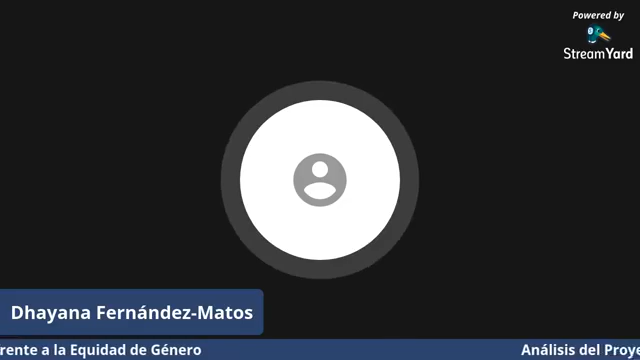 Powered by
StreamYard
Dhayana Fernández-Matos
rente a la Equidad de Género
Análisis del Proye